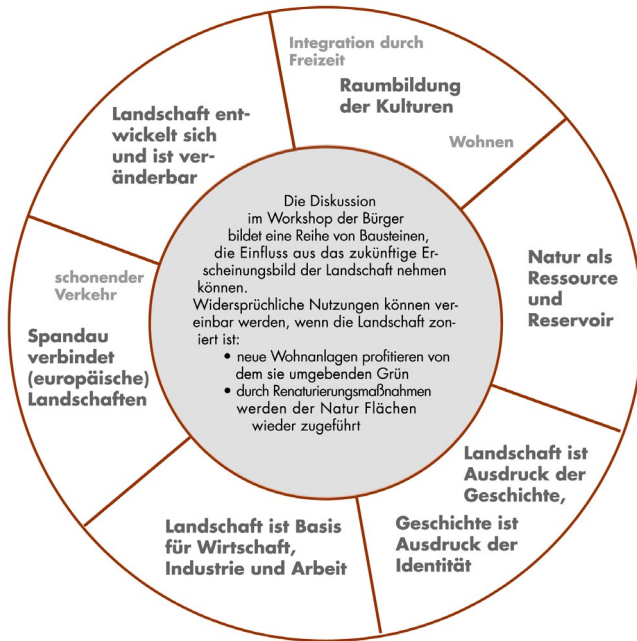 Integration durch
Freizeit
Raumbildung
der Kulturen
Wohnen
Natur als
Ressource
und
Reservoir
Landschaft ist
Ausdruck der
Geschichte,
Geschichte ist
Ausdruck der
Identität
Landschaft ist Basis
für Wirtschaft,
Industrie und Arbeit
schonender
Verkehr
Spandau
verbindet
(europäische)
Landschaften
Landschaft ent-
wickelt sich
und ist ver-
änderbar
Die Diskussion
im Workshop der Bürger
bildet eine Reihe von Bausteinen,
die Einfluss aus das zukünftige Er-
scheinungsbild der Landschaft nehmen
können.
Widersprüchliche Nutzungen können ver-
einbar werden, wenn die Landschaft zon-
iert ist:
• neue Wohnanlagen profitieren von
dem sie umgebenden Grün
• durch Renaturierungsmaßnahmen
werden der Natur Flächen
wieder zugeführt